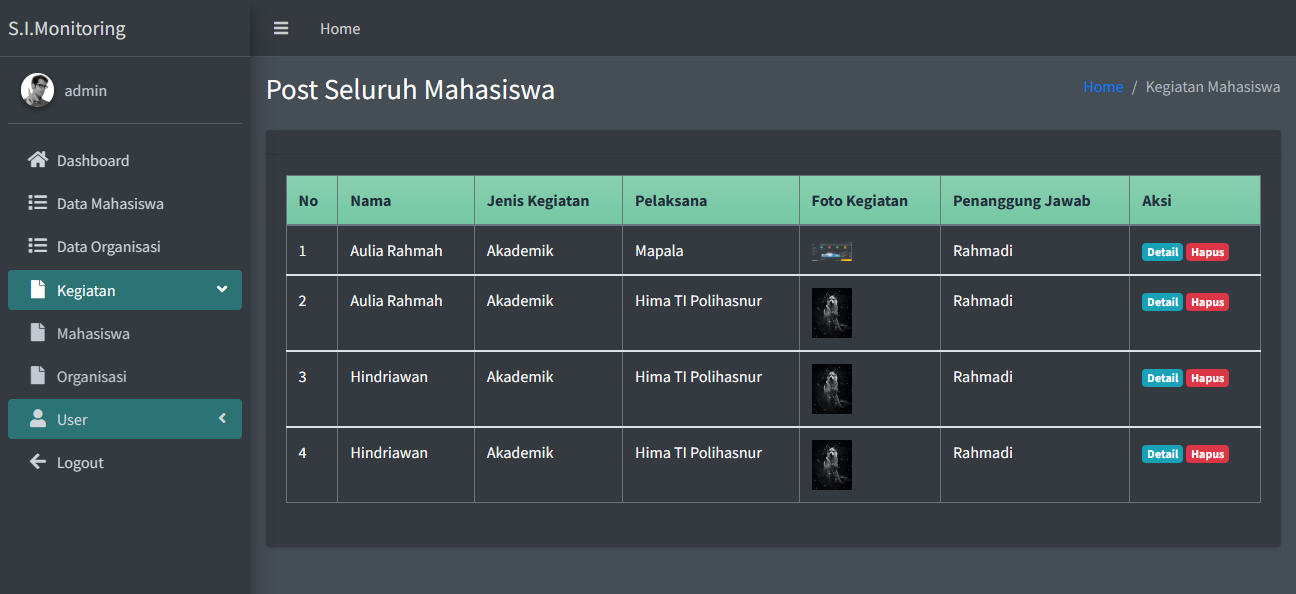 S.I.Monitoring
Home
admin
Post Seluruh Mahasiswa
Home / Kegiatan Mahasiswa
Dashboard
Data Mahasiswa
Data Organisasi
Kegiatan
Mahasiswa
Organisasi
User
Logout
No Nama Jenis Kegiatan Pelaksana Foto Kegiatan Penanggung Jawab Aksi
1 Aulia Rahmah Akademik Mapala Rahmadi Detail Hapus
2 Aulia Rahmah Akademik Hima TI Polihasnur Rahmadi Detail Hapus
3 Hindriawan Akademik Hima TI Polihasnur Rahmadi Detail Hapus
4 Hindriawan Akademik Hima TI Polihasnur Rahmadi Detail Hapus